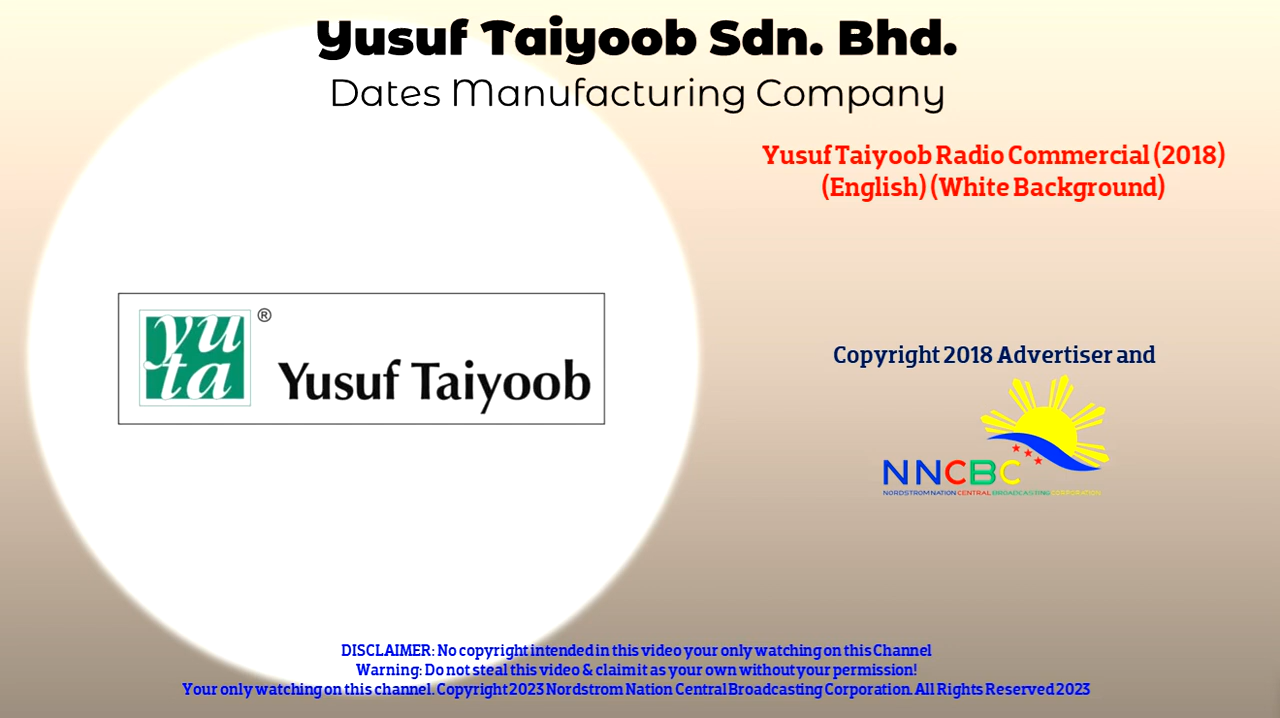 Yusuf Taiyoob Sdn. Bhd.
Dates Manufacturing Company
Yusuf Taiyoob Radio Commercial (2018)
(English) (White Background)
yu
ta
®
Yusuf Taiyoob
Copyright 2018 Advertiser and
NNCBC
NORDSTROM NATION CENTRAL BROADCASTING CORPORATION
DISCLAIMER: No copyright intended in this video your only watching on this Channel
Warning: Do not steal this video & claim it as your own without your permission!
Your only watching on this channel. Copyright 2023 Nordstrom Nation Central Broadcasting Corporation. All Rights Reserved 2023